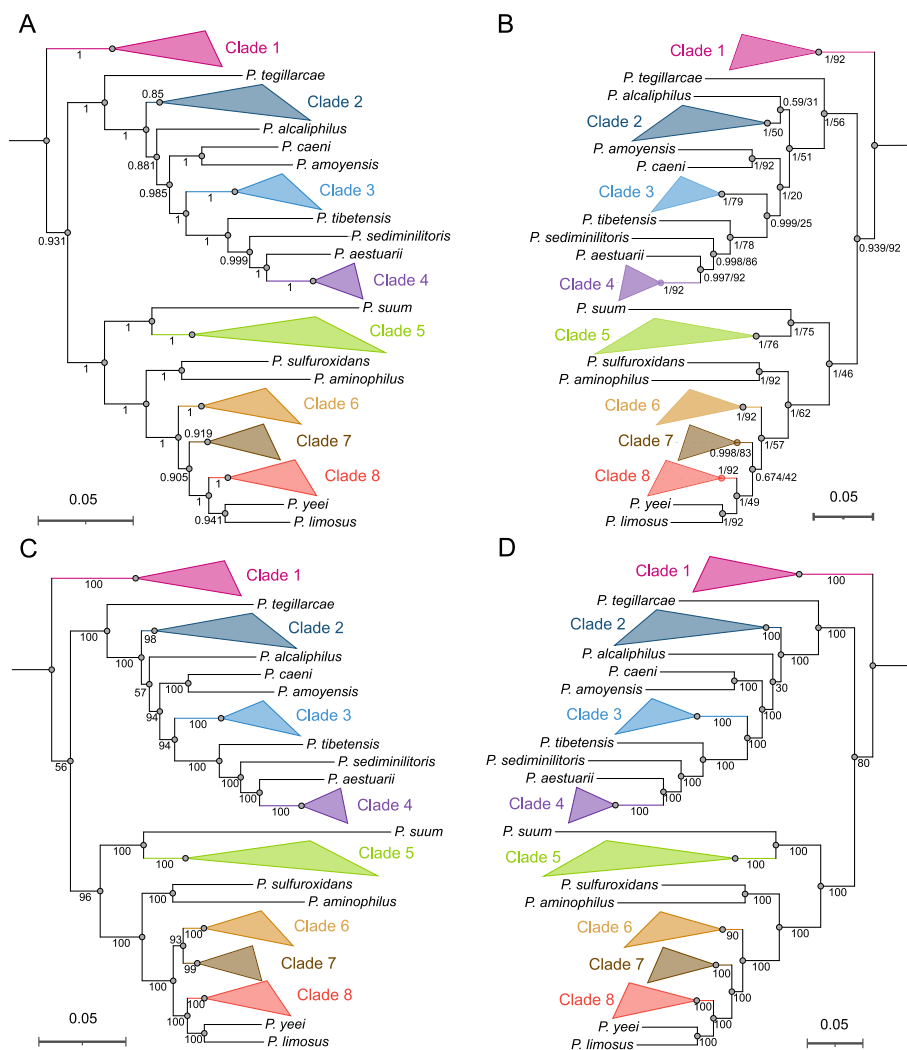 A
Clade 1
1
P. tegillarcae
0.85
Clade 2
1
1
P. alcaliphilus
0.881
P. caeni
1
P. amoyensis
0.985
Clade 3
1
1
P. tibetensis
1
P. sediminilitoris
0.999
P. aestuarii
0.931
Clade 4
1
P. suum
1
Clade 5
1
P. sulfuroxidans
1
1
P. aminophilus
Clade 6
1
1
0.919
Clade 7
0.905
Clade 8
1
1
P. yeei
0.941
P. limosus
0.05
B
Clade 1
1/92
P. tegillarcae
P. alcaliphilus
0.59/31
1/56
Clade 2
1/50
P. amoyensis
1/51
1/92
P. caeni
1/20
Clade 3
1/79
0.999/25
P. tibetensis
1/78
P. sediminilitoris
0.998/86
0.939/92
P. aestuarii
0.997/92
Clade 4
1/92
P. suum
1/75
Clade 5
1/76
P. sulfuroxidans
1/46
1/92
P. aminophilus
Clade 6
1/92
1/62
Clade 7
1/57
0.998/83
Clade 8
1/92
0.674/42
P. yeei
1/49
P. limosus
1/92
0.05
C
Clade 1
100
P. tegillarcae
100
Clade 2
98
100
P. alcaliphilus
57
P. caeni
100
P. amoyensis
94
Clade 3
100
94
P. tibetensis
100
P. sediminilitoris
100
56
P. aestuarii
100
Clade 4
100
P. suum
100
Clade 5
100
P. sulfuroxidans
100
96
P. aminophilus
Clade 6
100
93
100
Clade 7
99
Clade 8
100
100
P. yeei
100
P. limosus
0.05
D
Clade 1
100
P. tegillarcae
Clade 2
100
100
P. alcaliphilus
P. caeni
30
P. amoyensis
100
100
Clade 3
100
P. tibetensis
100
P. sediminilitoris
100
80
P. aestuarii
100
Clade 4
100
P. suum
100
Clade 5
100
100
P. sulfuroxidans
P. aminophilus
100
Clade 6
90
100
Clade 7
100
100
Clade 8
100
100
P. yeei
P. limosus
100
0.05